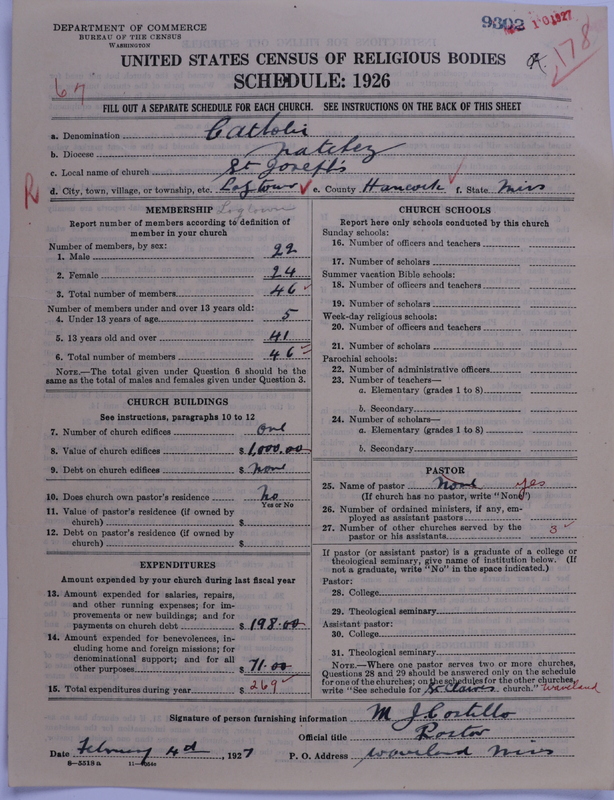 DEPARTMENT OF COMMERCE
BUREAU OF THE CENSUS
WASHINGTON
9302
10 1927
178
UNITED STATES CENSUS OF RELIGIOUS BODIES
SCHEDULE: 1926
67
FILL OUT A SEPARATE SCHEDULE FOR EACH CHURCH. SEE INSTRUCTIONS ON THE BACK OF THIS SHEET
a. Denomination Catholic
b. Diocese Natchez
c. Local name of church St Joseph's
R
d. City, town, village, or township, etc. Logtown e. County Hancock f. State Miss
MEMBERSHIP Logtown
Report number of members according to definition of
member in your church
Number of members, by sex:
1. Male 22
2. Female 24
3. Total number of members 46
Number of members under and over 13 years old:
4. Under 13 years of age 5
5. 13 years old and over 41
6. Total number of members 46
NOTE.—The total given under Question 6 should be
same as the total of males and females given under Question 3.
CHURCH BUILDINGS
See instructions, paragraphs 10 to 12
7. Number of church edifices one
8. Value of church edifices $ 1,000.00
9. Debt on church edifices $ none
10. Does church own pastor's residence No
Yes or No
11. Value of pastor's residence (if owned by
church) $
12. Debt on pastor's residence (if owned by
church) $
EXPENDITURES
Amount expended by your church during last fiscal year
13. Amount expended for salaries, repairs,
and other running expenses; for im-
provements or new buildings; and for
payments on church debt $ 198.00
14. Amount expended for benevolences, in-
cluding home and foreign missions; for
denominational support; and for all
other purposes $ 71.00
15. Total expenditures during year $ 269
CHURCH SCHOOLS
Report here only schools conducted by this church
Sunday schools:
16. Number of officers and teachers
17. Number of scholars
Summer vacation Bible schools:
18. Number of officers and teachers
19. Number of scholars
Week-day religious schools:
20. Number of officers and teachers
21. Number of scholars
Parochial schools:
22. Number of administrative officers
23. Number of teachers—
a. Elementary (grades 1 to 8)
b. Secondary
24. Number of scholars—
a. Elementary (grades 1 to 8)
b. Secondary
PASTOR
25. Name of pastor None yes
(If church has no pastor, write "None")
26. Number of ordained ministers, if any, em-
ployed as assistant pastors
27. Number of other churches served by the
pastor or his assistants 3
If pastor (or assistant pastor) is a graduate of a college or
theological seminary, give name of institution below. (If
not a graduate, write "No" in the space indicated.)
Pastor:
28. College
29. Theological seminary
Assistant pastor:
30. College
31. Theological seminary
NOTE.—Where one pastor serves two or more churches,
Questions 28 and 29 should be answered only on the schedule
for one of the churches; on the schedules for the other churches,
write "See schedule for St Clare's church." Waveland
Signature of person furnishing information M J Costello
Official title Pastor
Date February 4th, 1927 P. O. Address Waveland Miss
8—5519 a